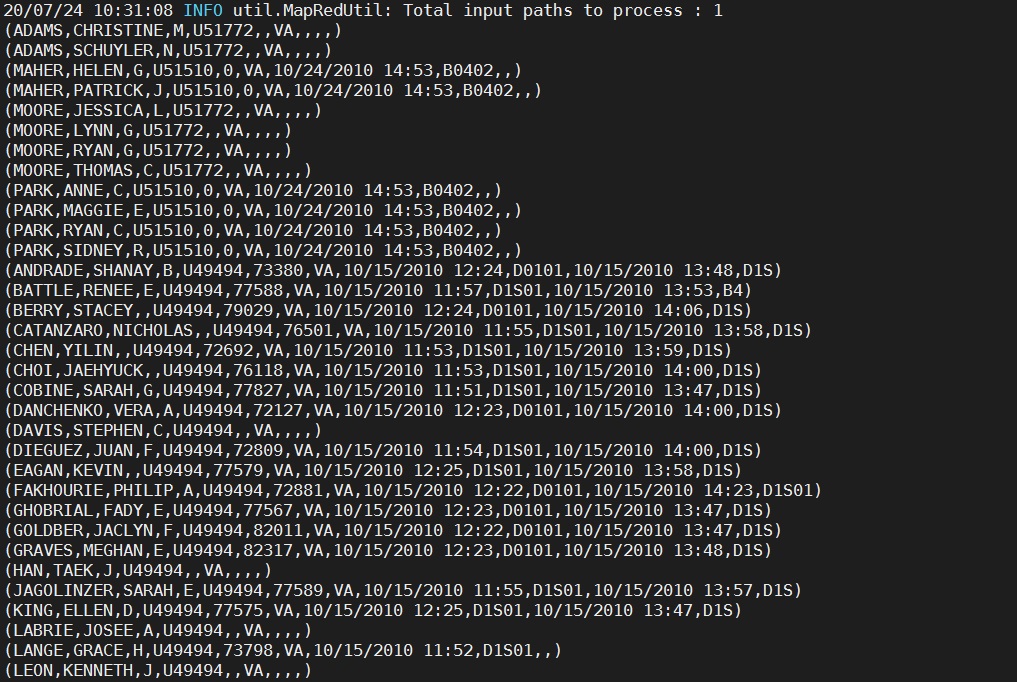 20/07/24 10:31:08 INFO util.MapRedUtil: Total input paths to process : 1
(ADAMS,CHRISTINE,M,U51772,,VA,,,,)
(ADAMS,SCHUYLER,N,U51772,,VA,,,,)
(MAHER,HELEN,G,U51510,0,VA,10/24/2010 14:53,B0402,,)
(MAHER,PATRICK,J,U51510,0,VA,10/24/2010 14:53,B0402,,)
(MOORE,JESSICA,L,U51772,,VA,,,,)
(MOORE,LYNN,G,U51772,,VA,,,,)
(MOORE,RYAN,G,U51772,,VA,,,,)
(MOORE,THOMAS,C,U51772,,VA,,,,)
(PARK,ANNE,C,U51510,0,VA,10/24/2010 14:53,B0402,,)
(PARK,MAGGIE,E,U51510,0,VA,10/24/2010 14:53,B0402,,)
(PARK,RYAN,C,U51510,0,VA,10/24/2010 14:53,B0402,,)
(PARK,SIDNEY,R,U51510,0,VA,10/24/2010 14:53,B0402,,)
(ANDRADE,SHANAY,B,U49494,73380,VA,10/15/2010 12:24,D0101,10/15/2010 13:48,D1S)
(BATTLE,RENEE,E,U49494,77588,VA,10/15/2010 11:57,D1S01,10/15/2010 13:53,B4)
(BERRY,STACEY,,U49494,79029,VA,10/15/2010 12:24,D0101,10/15/2010 14:06,D1S)
(CATANZARO,NICHOLAS,,U49494,76501,VA,10/15/2010 11:55,D1S01,10/15/2010 13:58,D1S)
(CHEN,YILIN,,U49494,72692,VA,10/15/2010 11:53,D1S01,10/15/2010 13:59,D1S)
(CHOI,JAEHYUCK,,U49494,76118,VA,10/15/2010 11:53,D1S01,10/15/2010 14:00,D1S)
(COBINE,SARAH,G,U49494,77827,VA,10/15/2010 11:51,D1S01,10/15/2010 13:47,D1S)
(DANCHENKO,VERA,A,U49494,72127,VA,10/15/2010 12:23,D0101,10/15/2010 14:00,D1S)
(DAVIS,STEPHEN,C,U49494,,VA,,,,)
(DIEGUEZ,JUAN,F,U49494,72809,VA,10/15/2010 11:54,D1S01,10/15/2010 14:00,D1S)
(EAGAN,KEVIN,,U49494,77579,VA,10/15/2010 12:25,D1S01,10/15/2010 13:58,D1S)
(FAKHOURIE,PHILIP,A,U49494,72881,VA,10/15/2010 12:22,D0101,10/15/2010 14:23,D1S01)
(GHOBRIAL,FADY,E,U49494,77567,VA,10/15/2010 12:23,D0101,10/15/2010 13:47,D1S)
(GOLDBER,JACLYN,F,U49494,82011,VA,10/15/2010 12:22,D0101,10/15/2010 13:47,D1S)
(GRAVES,MEGHAN,E,U49494,82317,VA,10/15/2010 12:23,D0101,10/15/2010 13:48,D1S)
(HAN,TAEK,J,U49494,,VA,,,,)
(JAGOLINZER,SARAH,E,U49494,77589,VA,10/15/2010 11:55,D1S01,10/15/2010 13:57,D1S)
(KING,ELLEN,D,U49494,77575,VA,10/15/2010 12:25,D1S01,10/15/2010 13:47,D1S)
(LABRIE,JOSEE,A,U49494,,VA,,,,)
(LANGE,GRACE,H,U49494,73798,VA,10/15/2010 11:52,D1S01,,)
(LEON,KENNETH,J,U49494,,VA,,,,)